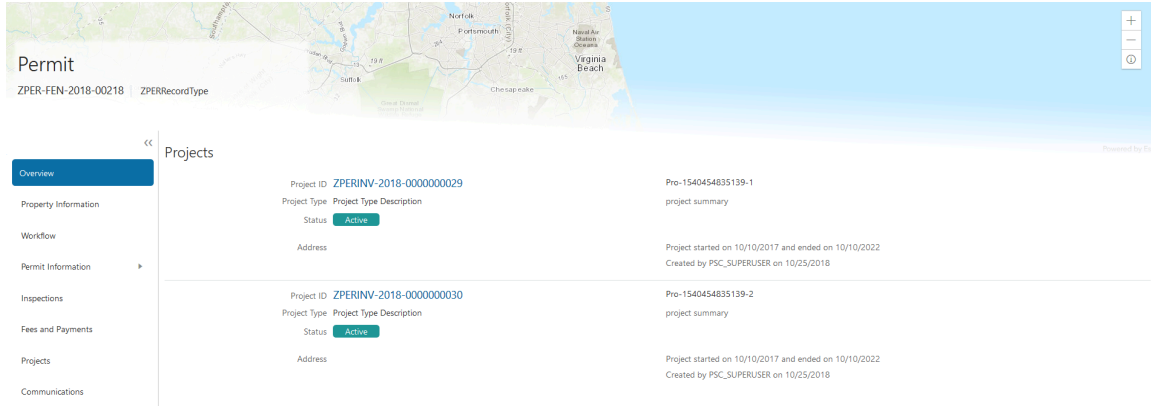 Norfolk
Portsmouth
Naval Air
Station
Oceana
19 ft
19 ft
Virginia
Beach
Suffolk
Chesapeake
Permit
ZPER-FEN-2018-00218 ZPERRecordType
Projects
Overview
Property Information
Workflow
Permit Information
Inspections
Fees and Payments
Projects
Communications
Project ID ZPERINV-2018-0000000029 Pro-1540454835139-1
Project Type Project Type Description project summary
Status Active
Address Project started on 10/10/2017 and ended on 10/10/2022
Created by PSC_SUPERUSER on 10/25/2018
Project ID ZPERINV-2018-0000000030 Pro-1540454835139-2
Project Type Project Type Description project summary
Status Active
Address Project started on 10/10/2017 and ended on 10/10/2022
Created by PSC_SUPERUSER on 10/25/2018